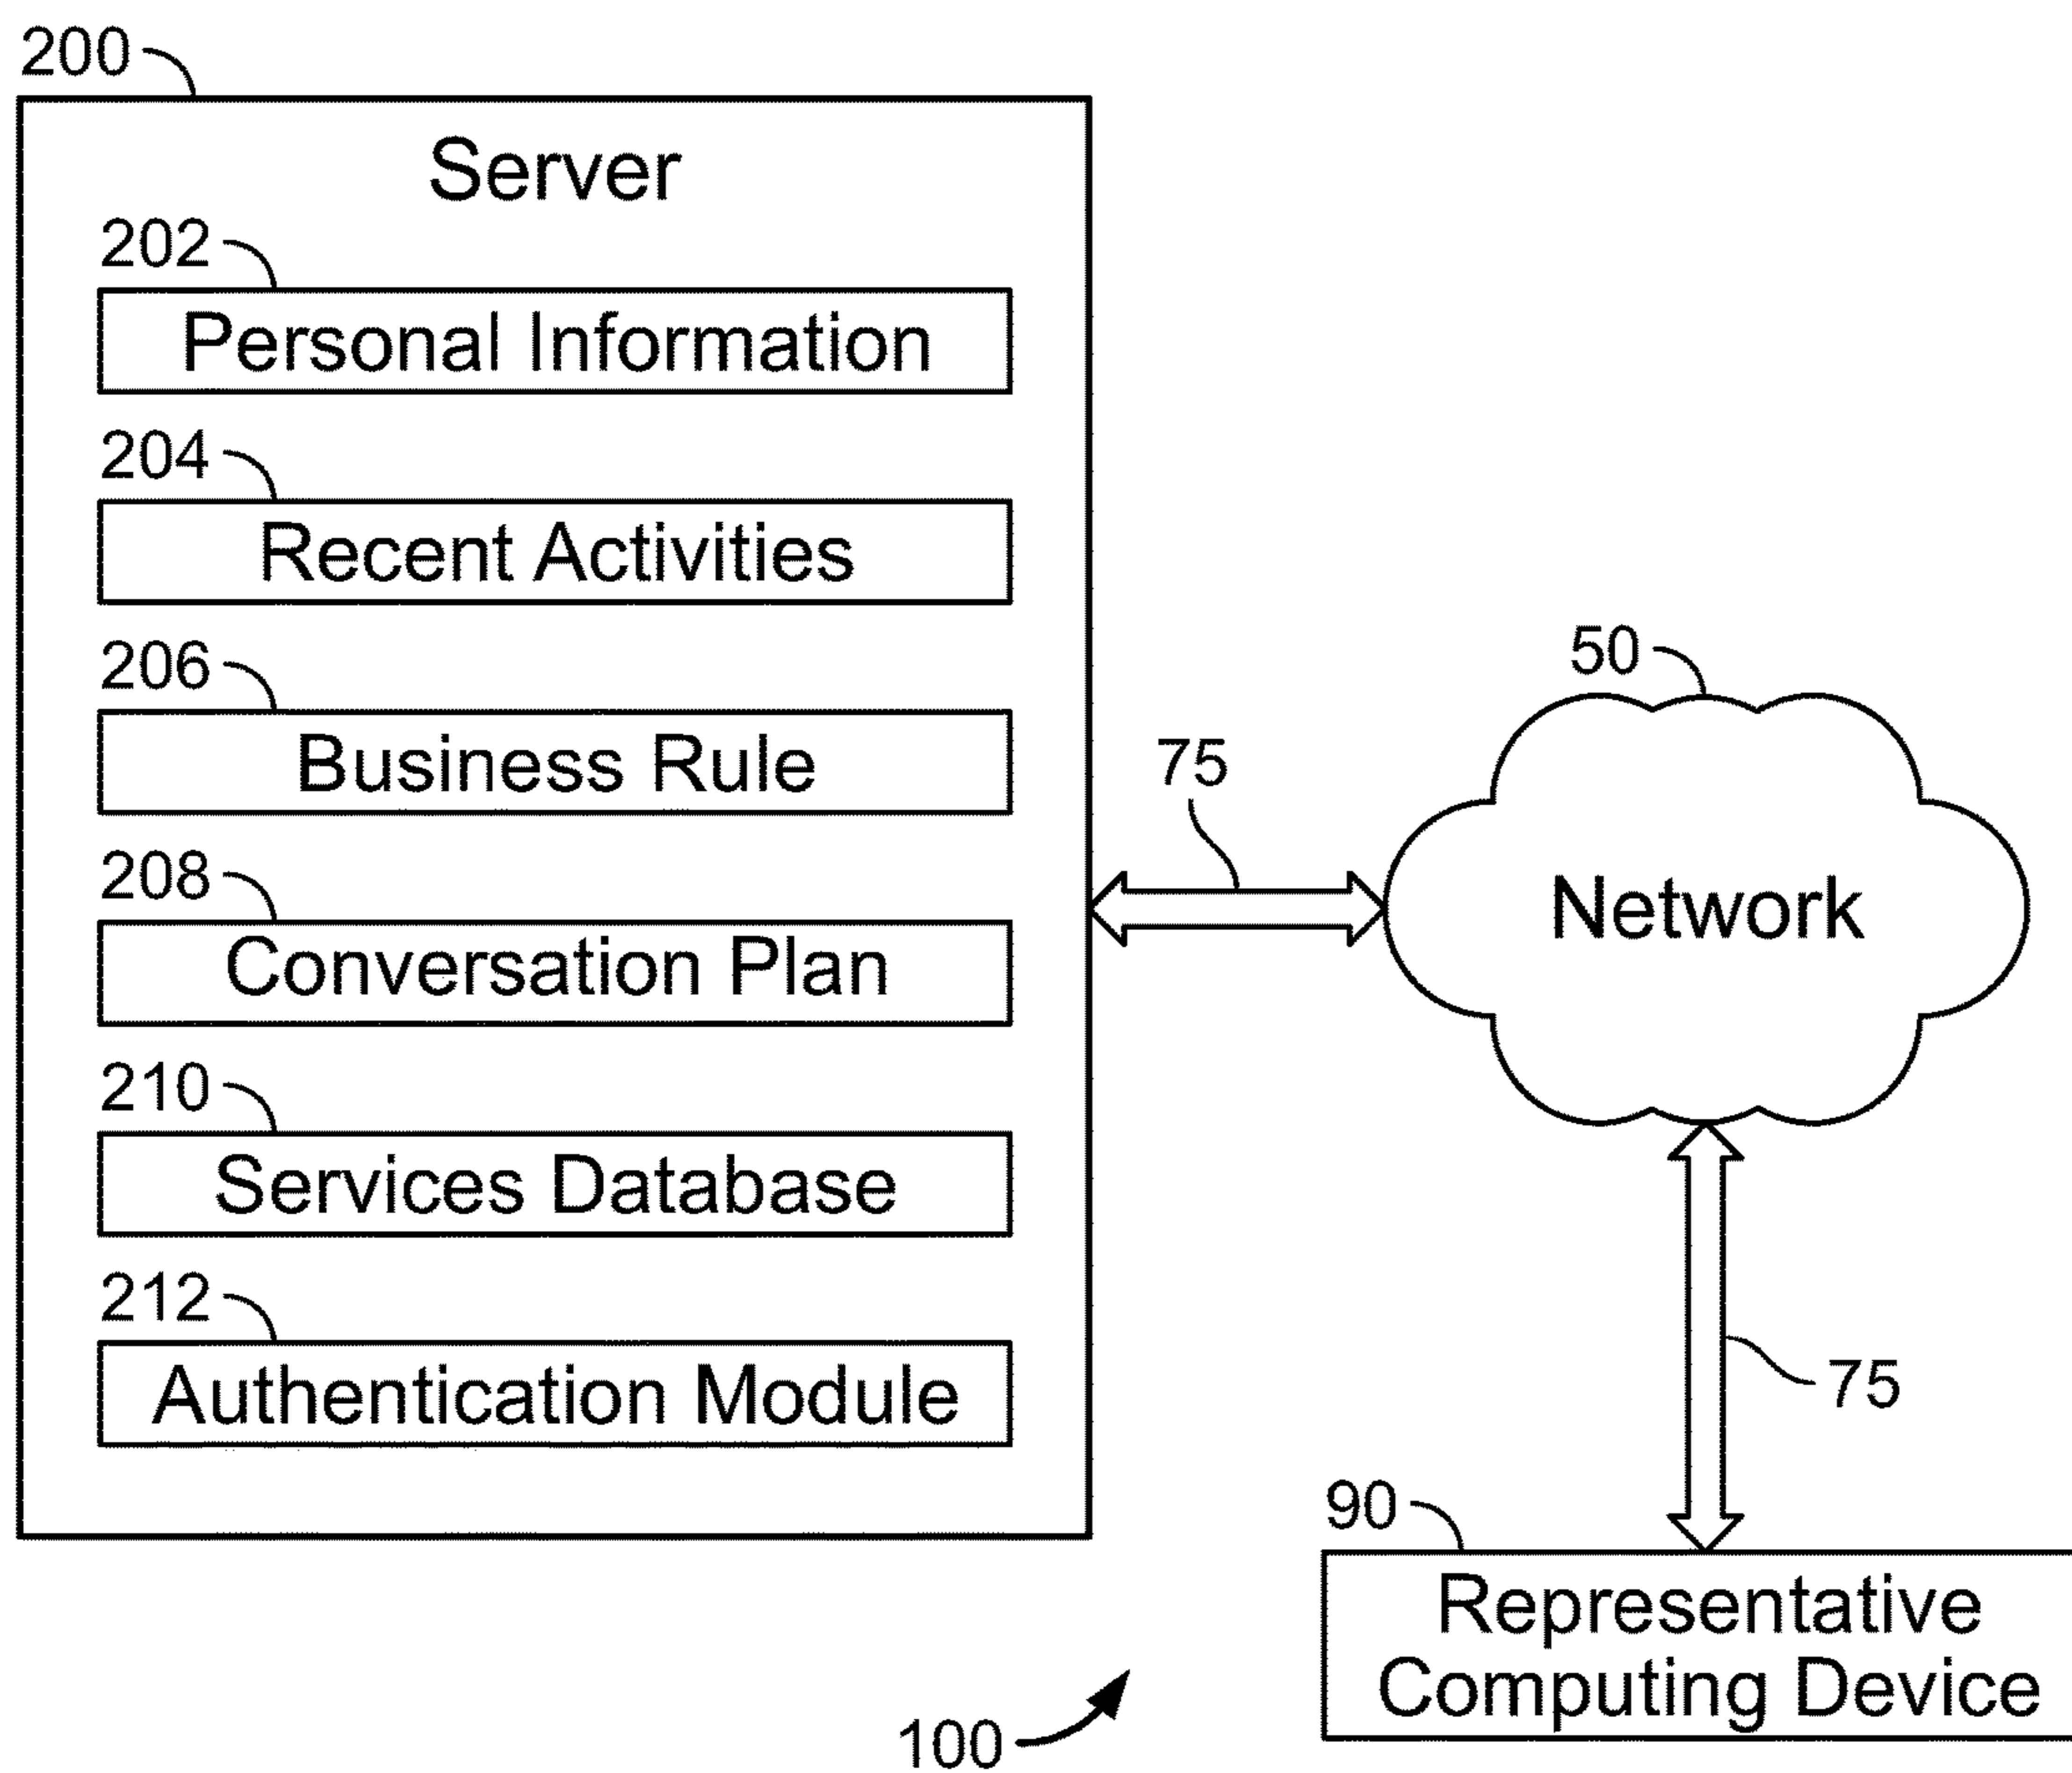 200
Server
202
Personal Information
204
Recent Activities
206
Business Rule
208
Conversation Plan
210
Services Database
212
Authentication Module
75
50
Network
75
90
Representative
Computing Device
100